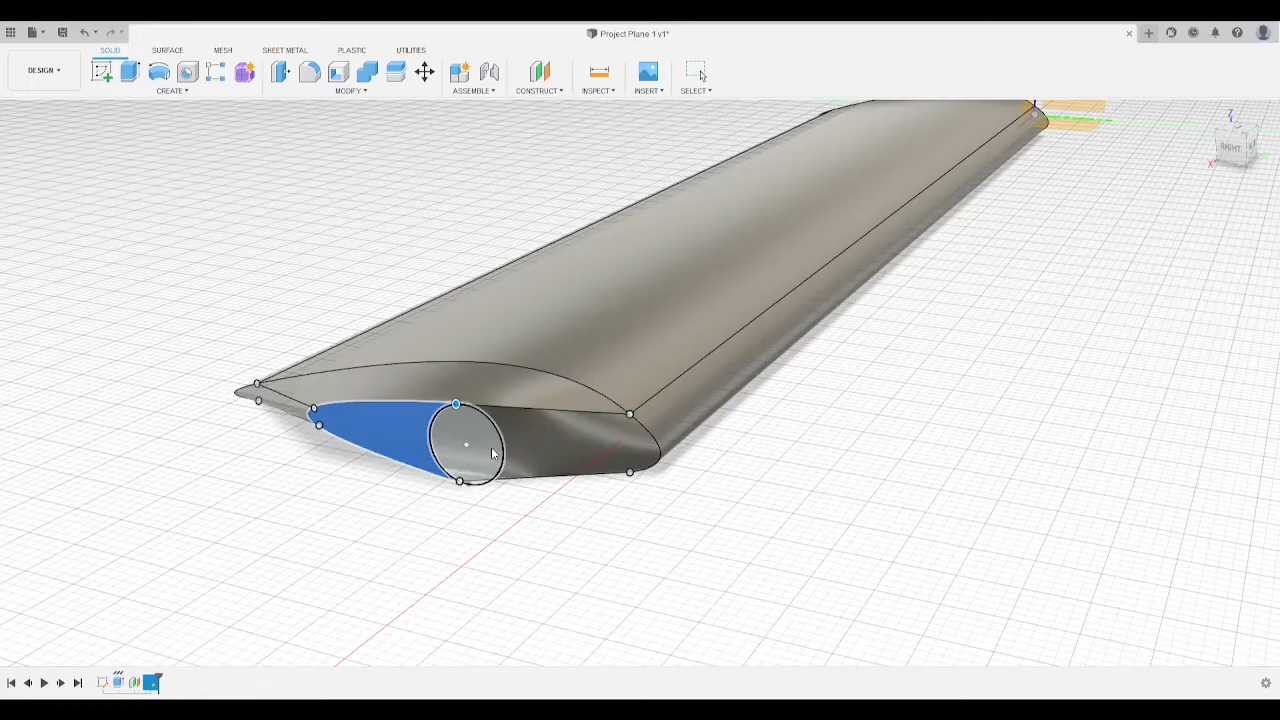 Project Plane 1 v1*
SOLID SURFACE MESH SHEET METAL PLASTIC UTILITIES
DESIGN ▾
CREATE ▾ MODIFY ▾ ASSEMBLE ▾ CONSTRUCT ▾ INSPECT ▾ INSERT ▾ SELECT ▾
Z
RIGHT
X